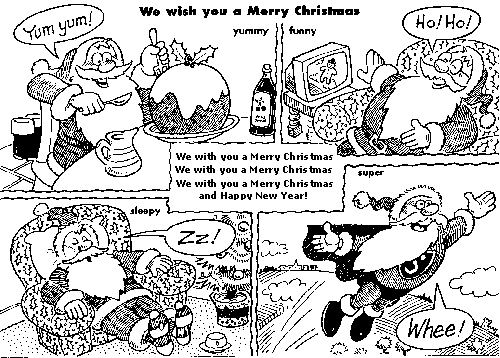 We wish you a Merry Christmas
Yum yum!
yummy
funny
Ho!Ho!
We with you a Merry Christmas
We with you a Merry Christmas
We with you a Merry Christmas
and Happy New Year!
sleepy
Zz!
super
Whee!